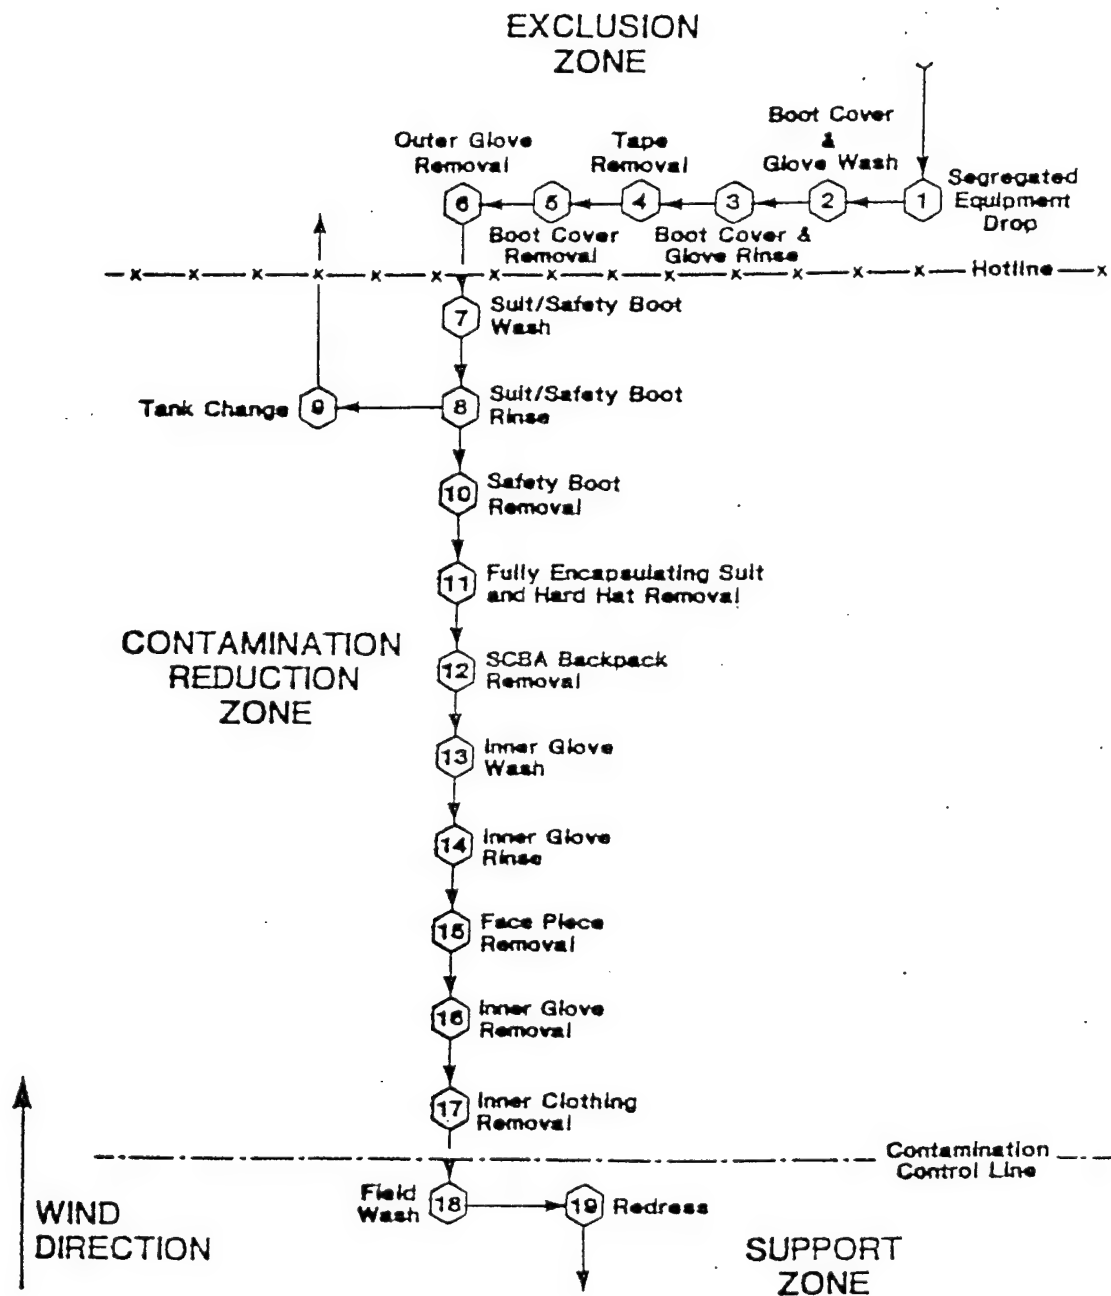 EXCLUSION
ZONE
Boot Cover
&
Glove Wash
Outer Glove
Removal
Tape
Removal
Segregated
Equipment
Drop
6
5
4
3
2
1
Boot Cover
Removal
Boot Cover &
Glove Rinse
x x x x x x x x x x x x x x x Hotline x
7
Suit/Safety Boot
Wash
Tank Change
9
8
Suit/Safety Boot
Rinse
10
Safety Boot
Removal
11
Fully Encapsulating Suit
and Hard Hat Removal
CONTAMINATION
REDUCTION
ZONE
12
SCBA Backpack
Removal
13
Inner Glove
Wash
14
Inner Glove
Rinse
15
Face Piece
Removal
16
Inner Glove
Removal
17
Inner Clothing
Removal
Contamination
Control Line
Field
Wash
18
19
Redress
WIND
DIRECTION
SUPPORT
ZONE